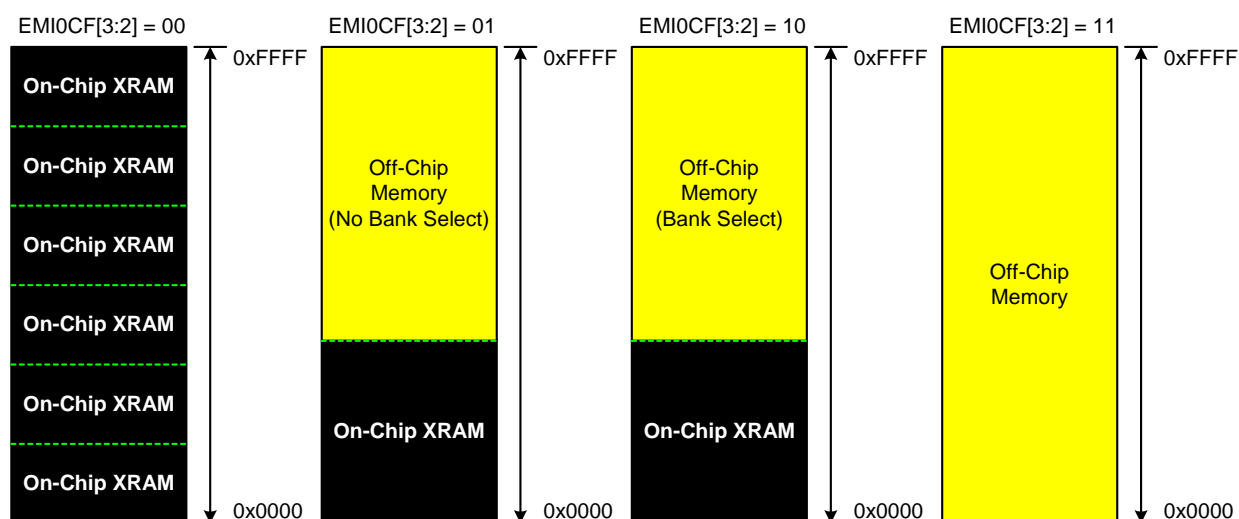 EMI0CF[3:2] = 00
0xFFFF
On-Chip XRAM
On-Chip XRAM
On-Chip XRAM
On-Chip XRAM
On-Chip XRAM
On-Chip XRAM
0x0000
EMI0CF[3:2] = 01
0xFFFF
Off-Chip
Memory
(No Bank Select)
On-Chip XRAM
0x0000
EMI0CF[3:2] = 10
0xFFFF
Off-Chip
Memory
(Bank Select)
On-Chip XRAM
0x0000
EMI0CF[3:2] = 11
0xFFFF
Off-Chip
Memory
0x0000